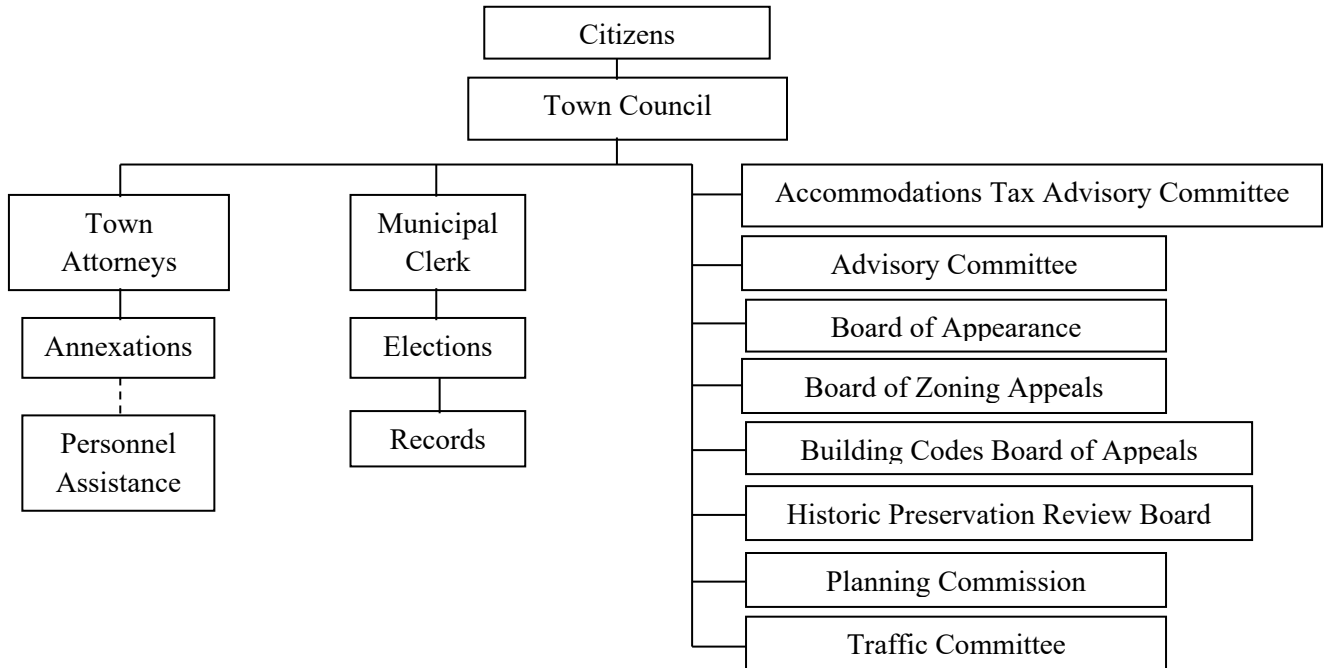 Citizens
Town Council
Town
Attorneys
Annexations
Personnel
Assistance
Municipal
Clerk
Elections
Records
Accommodations Tax Advisory Committee
Advisory Committee
Board of Appearance
Board of Zoning Appeals
Building Codes Board of Appeals
Historic Preservation Review Board
Planning Commission
Traffic Committee